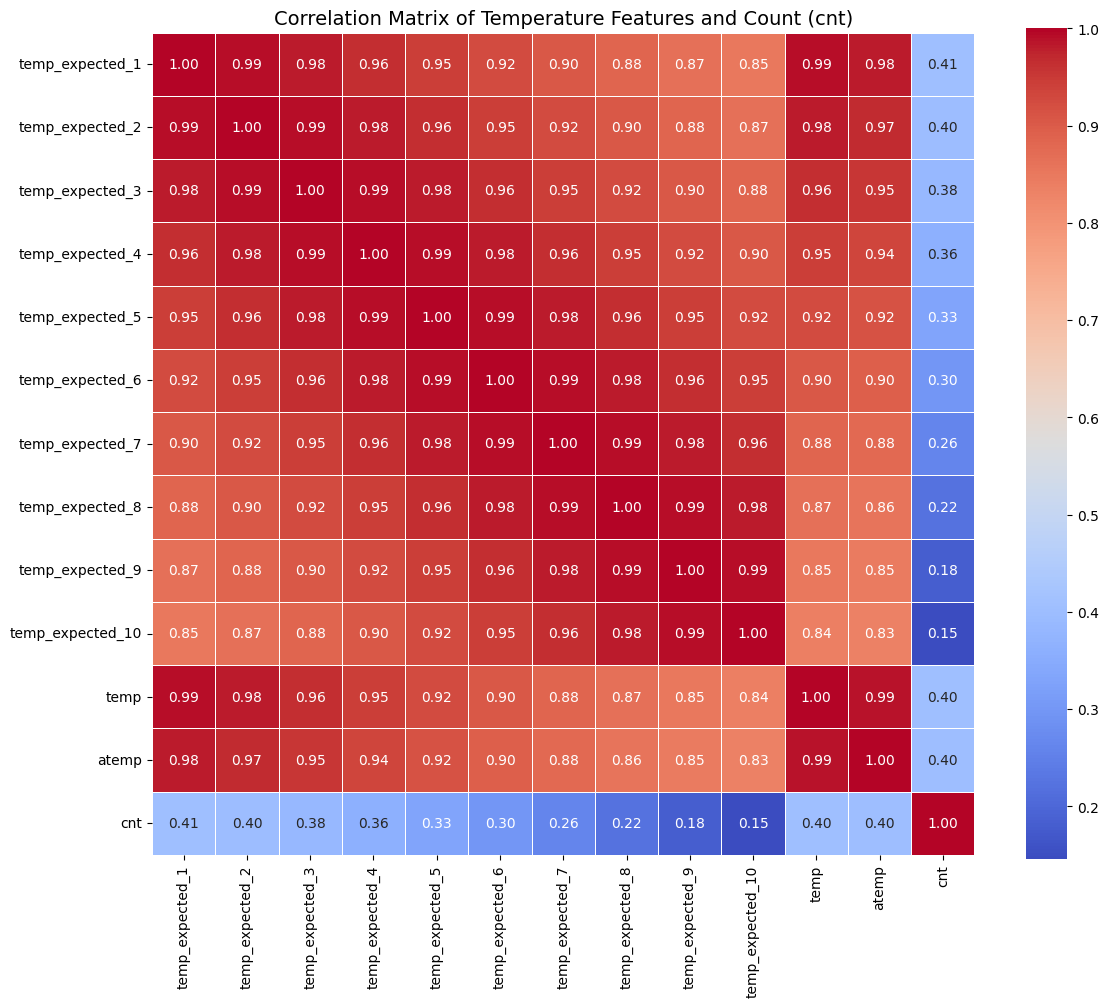 Correlation Matrix of Temperature Features and Count (cnt)
temp_expected_1 1.00 0.99 0.98 0.96 0.95 0.92 0.90 0.88 0.87 0.85 0.99 0.98 0.41
temp_expected_2 0.99 1.00 0.99 0.98 0.96 0.95 0.92 0.90 0.88 0.87 0.98 0.97 0.40
temp_expected_3 0.98 0.99 1.00 0.99 0.98 0.96 0.95 0.92 0.90 0.88 0.96 0.95 0.38
temp_expected_4 0.96 0.98 0.99 1.00 0.99 0.98 0.96 0.95 0.92 0.90 0.95 0.94 0.36
temp_expected_5 0.95 0.96 0.98 0.99 1.00 0.99 0.98 0.96 0.95 0.92 0.92 0.92 0.33
temp_expected_6 0.92 0.95 0.96 0.98 0.99 1.00 0.99 0.98 0.96 0.95 0.90 0.90 0.30
temp_expected_7 0.90 0.92 0.95 0.96 0.98 0.99 1.00 0.99 0.98 0.96 0.88 0.88 0.26
temp_expected_8 0.88 0.90 0.92 0.95 0.96 0.98 0.99 1.00 0.99 0.98 0.87 0.86 0.22
temp_expected_9 0.87 0.88 0.90 0.92 0.95 0.96 0.98 0.99 1.00 0.99 0.85 0.85 0.18
temp_expected_10 0.85 0.87 0.88 0.90 0.92 0.95 0.96 0.98 0.99 1.00 0.84 0.83 0.15
temp 0.99 0.98 0.96 0.95 0.92 0.90 0.88 0.87 0.85 0.84 1.00 0.99 0.40
atemp 0.98 0.97 0.95 0.94 0.92 0.90 0.88 0.86 0.85 0.83 0.99 1.00 0.40
cnt 0.41 0.40 0.38 0.36 0.33 0.30 0.26 0.22 0.18 0.15 0.40 0.40 1.00
temp_expected_1
temp_expected_2
temp_expected_3
temp_expected_4
temp_expected_5
temp_expected_6
temp_expected_7
temp_expected_8
temp_expected_9
temp_expected_10
temp
atemp
cnt
1.0
0.9
0.8
0.7
0.6
0.5
0.4
0.3
0.2